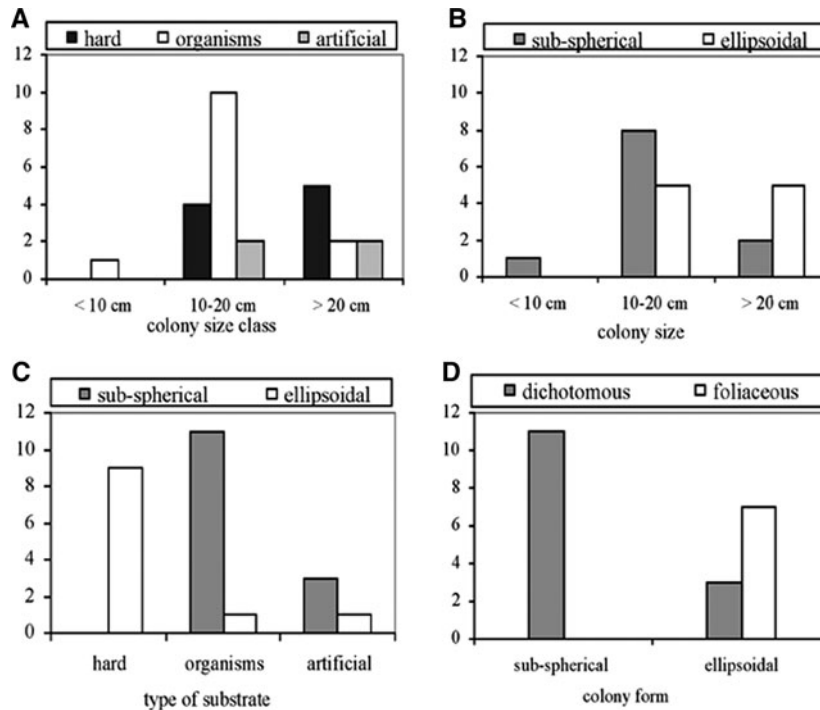 A
hard organisms artificial
12
10
8
6
4
2
0
< 10 cm 10-20 cm > 20 cm
colony size class
B
sub-spherical ellipsoidal
12
10
8
6
4
2
0
< 10 cm 10-20 cm > 20 cm
colony size
C
sub-spherical ellipsoidal
12
10
8
6
4
2
0
hard organisms artificial
type of substrate
D
dichotomous foliaceous
12
10
8
6
4
2
0
sub-spherical ellipsoidal
colony form